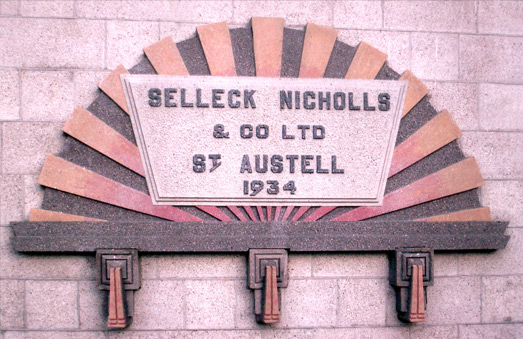 SELLECK NICHOLLS
& CO LTD
ST AUSTELL
1934